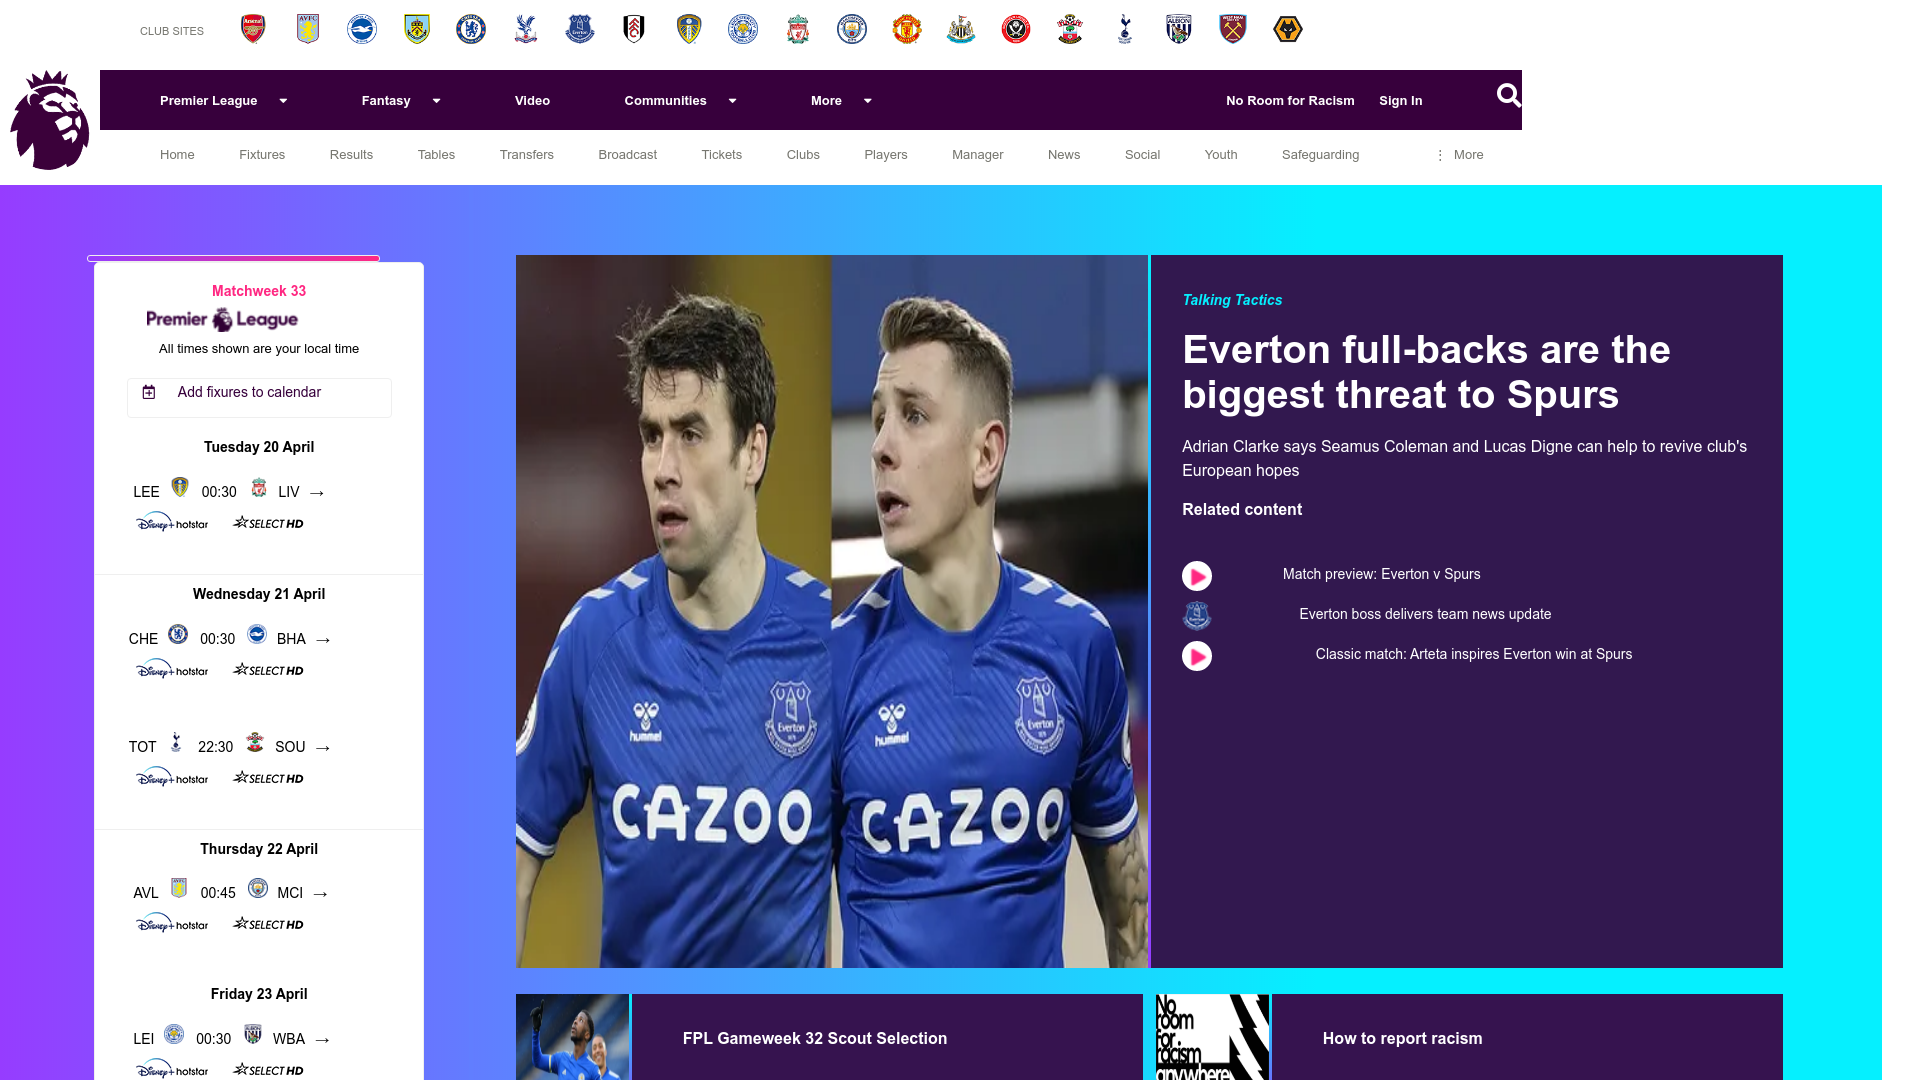 CLUB SITES
Premier League
Fantasy
Video
Communities
More
No Room for Racism
Sign In
Home
Fixtures
Results
Tables
Transfers
Broadcast
Tickets
Clubs
Players
Manager
News
Social
Youth
Safeguarding
⋮ More
Matchweek 33
Premier League
All times shown are your local time
Add fixures to calendar
Tuesday 20 April
LEE 00:30 LIV →
Disney+ hotstar SELECT HD
Wednesday 21 April
CHE 00:30 BHA →
Disney+ hotstar SELECT HD
TOT 22:30 SOU →
Disney+ hotstar SELECT HD
Thursday 22 April
AVL 00:45 MCI →
Disney+ hotstar SELECT HD
Friday 23 April
LEI 00:30 WBA →
Disney+ hotstar SELECT HD
hummel
Everton
CAZOO
hummel
Everton
CAZOO
Talking Tactics
Everton full-backs are the
biggest threat to Spurs
Adrian Clarke says Seamus Coleman and Lucas Digne can help to revive club's
European hopes
Related content
Match preview: Everton v Spurs
Everton boss delivers team news update
Classic match: Arteta inspires Everton win at Spurs
FPL Gameweek 32 Scout Selection
No
room
for
racism
anywhere
How to report racism